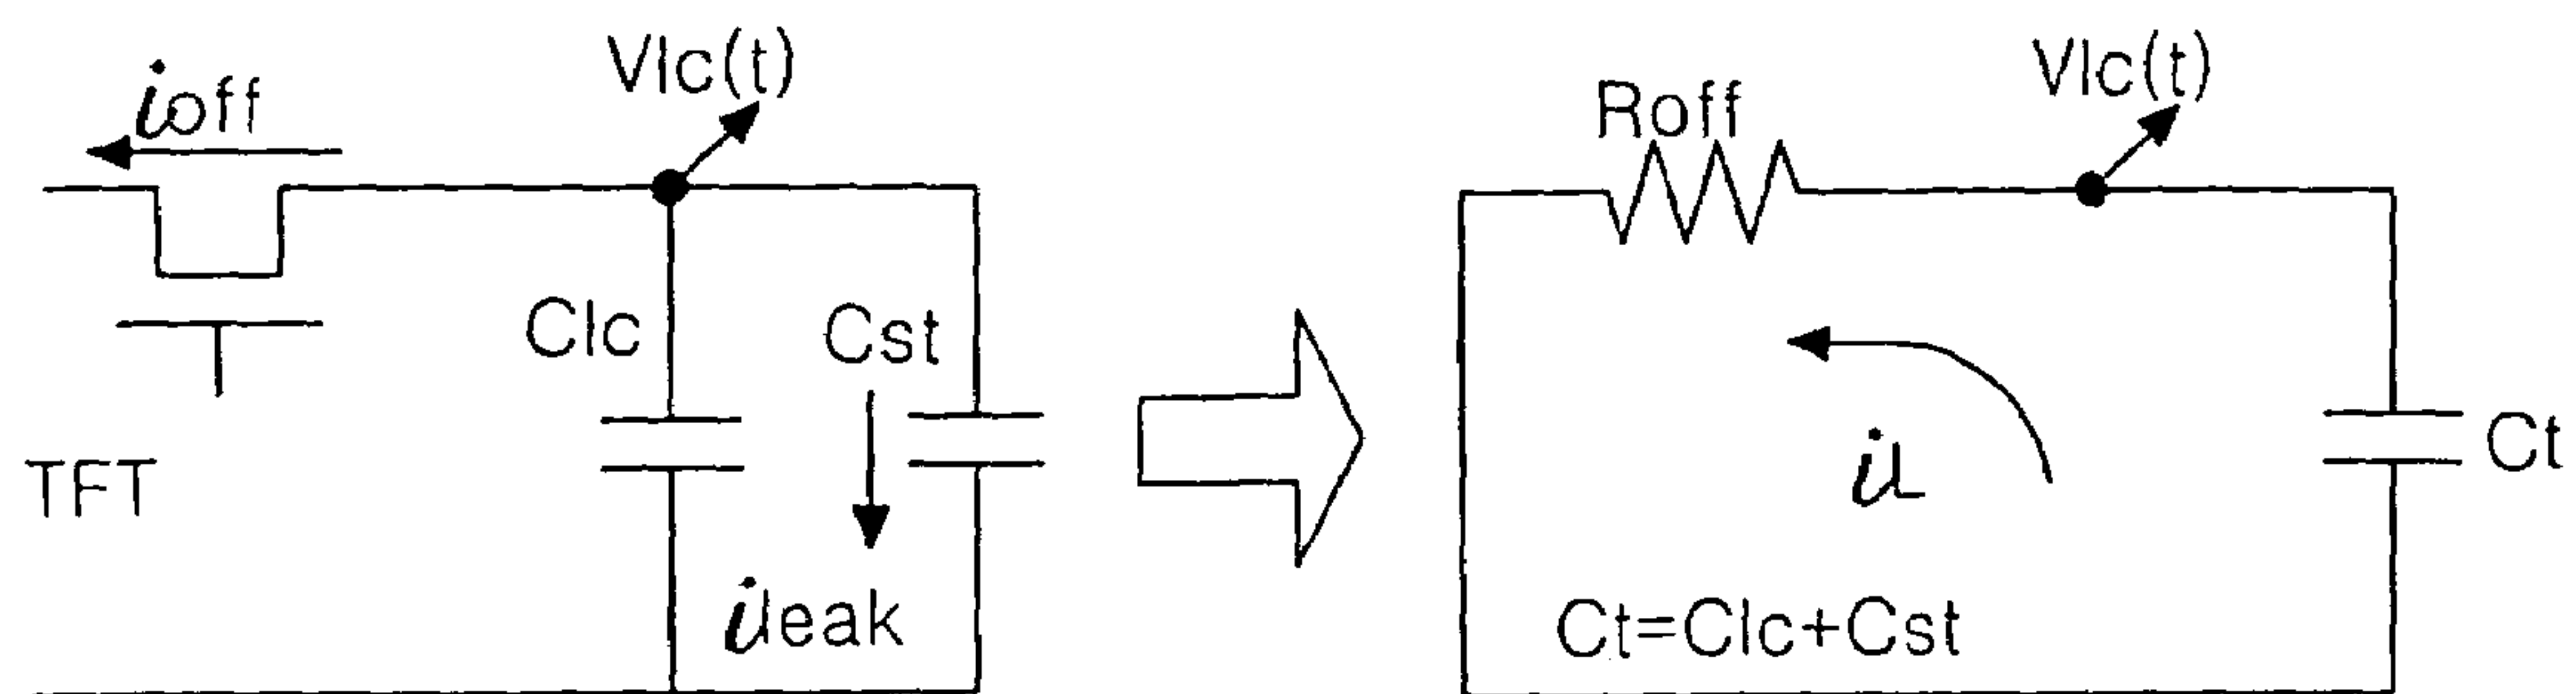 ioff
Vlc(t)
Clc
Cst
TFT
ileak
Roff
Vlc(t)
iL
Ct
Ct=Clc+Cst